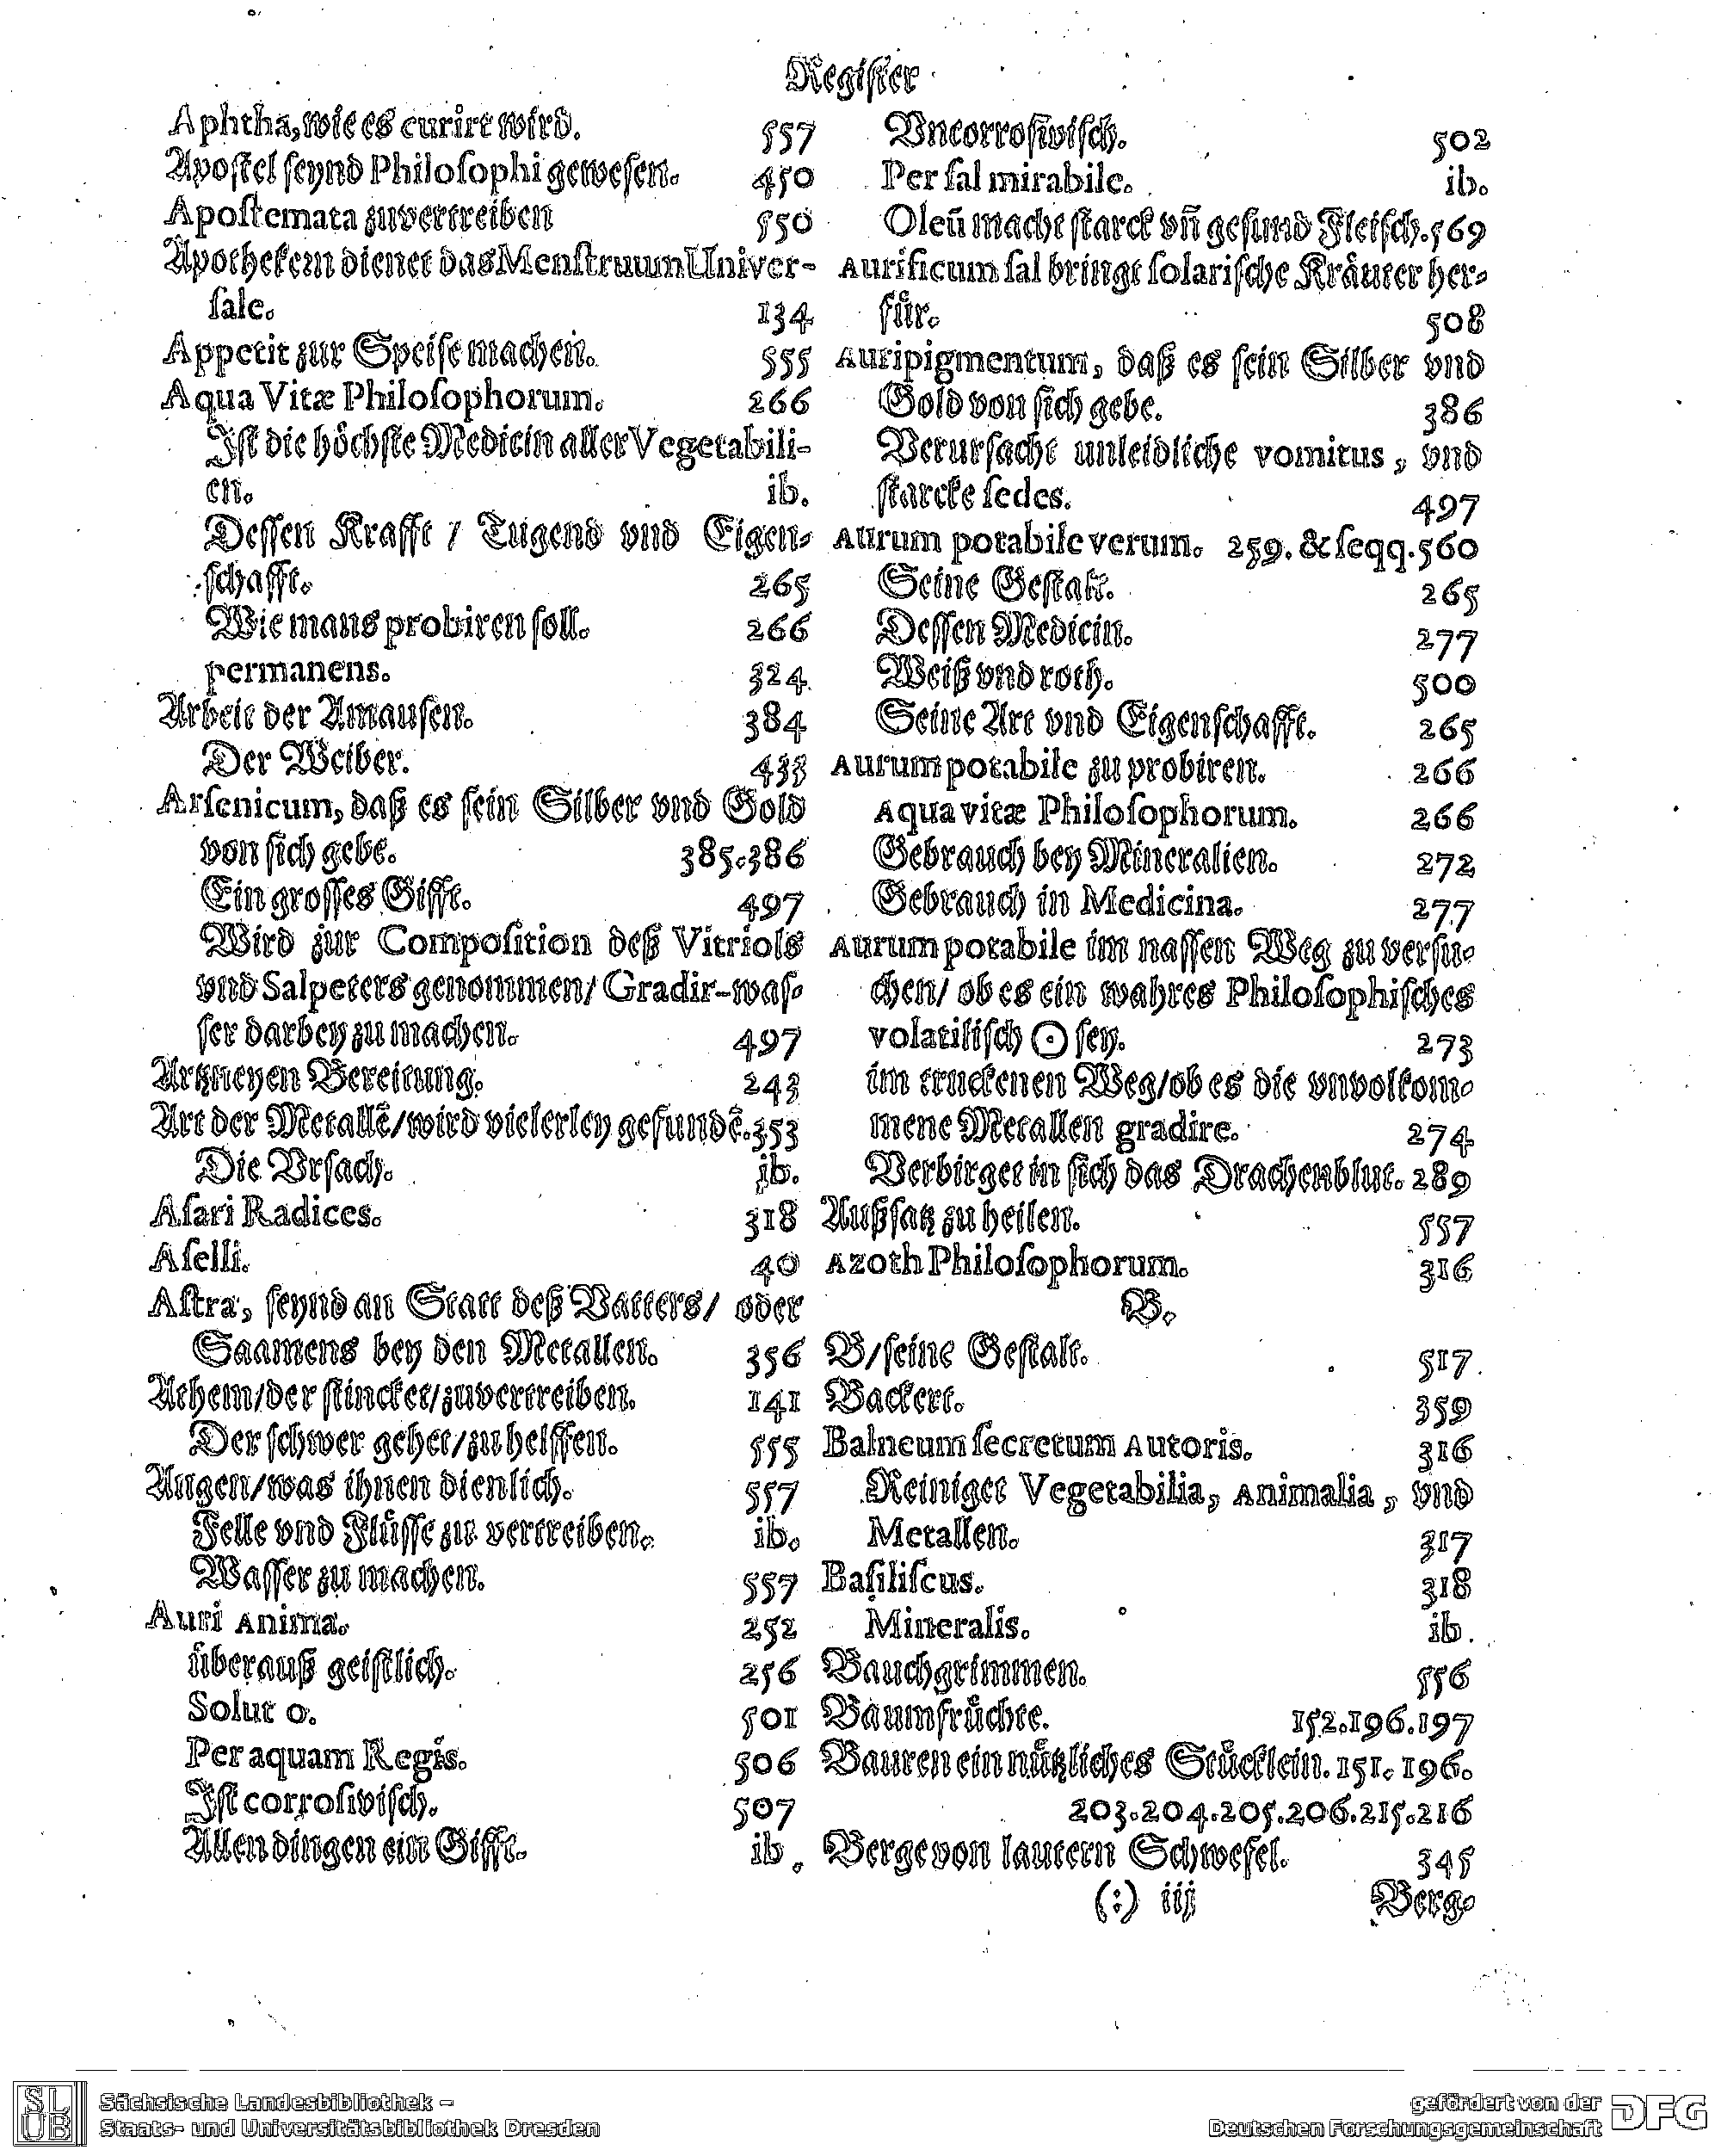 Register
Aphtha, wie es curirt wird. 557
Apostel seynd Philosophi gewesen. 450
Apostemata zuvertreiben 550
Apotheckern dienet das Menstruum Univer-
sale. 134
Appetit zur Speise machen. 555
Aqua Vitæ Philosophorum. 266
Ist die höchste Medicin aller Vegetabili-
en. ib.
Dessen Krafft / Tugend vnd Eigen-
schafft. 265
Wie mans probiren soll. 266
permanens. 324
Arbeit der Amausen. 384
Der Weiber. 433
Arsenicum, daß es sein Silber vnd Gold
von sich gebe. 385.386
Ein grosses Gifft. 497
Wird zur Composition deß Vitriols
vnd Salpeters genommen/ Gradir-was-
ser darbey zu machen. 497
Artzneyen Bereitung. 243
Art der Metallē/wird vielerley gefundē. 353
Die Vrsach. ib.
Asari Radices. 318
Aselli. 40
Astra, seynd an Statt deß Vatters/ oder
Saamens bey den Metallen. 356
Athem/der stincket/zuvertreiben. 141
Der schwer gehet/zu helffen. 555
Augen/was ihnen dienlich. 557
Felle vnd Flüsse zu vertreiben. ib.
Wasser zu machen. 557
Auri Anima. 252
überauß geistlich. 256
Solut o. 501
Per aquam Regis. 506
Ist corrosivisch. 507
Allen dingen ein Gifft. ib.
Vncorrosivisch. 502
Per sal mirabile. ib.
Oleū macht starck vñ gesund Fleisch. 569
Aurificum sal bringt solarische Kräuter her-
für. 508
Auripigmentum, daß es sein Silber vnd
Gold von sich gebe. 386
Verursacht unleidliche vomitus, vnd
starcke sedes. 497
Aurum potabile verum. 259. & seqq. 560
Seine Gestalt. 265
Dessen Medicin. 277
Weiß vnd roth. 500
Seine Art vnd Eigenschafft. 265
Aurum potabile zu probiren. 266
Aqua vitæ Philosophorum. 266
Gebrauch bey Mineralien. 272
Gebrauch in Medicina. 277
Aurum potabile im nassen Weg zu versu-
chen/ ob es ein wahres Philosophisches
volatilisch ☉ sey. 273
im truckenen Weg/ob es die vnvolkom-
mene Metallen gradire. 274
Verbirget in sich das Drachenblut. 289
Außsatz zu heilen. 557
Azoth Philosophorum. 316
B.
B/seine Gestalt. 517
Backert. 359
Balneum secretum Autoris. 316
Reiniget Vegetabilia, Animalia, vnd
Metallen. 317
Basiliscus. 318
Mineralis. ib.
Bauchgrimmen. 556
Baumfrüchte. 152.196.197
Bauren ein nützliches Stücklein. 151. 196.
203.204.205.206.215.216
Berge von lautern Schwefel. 345
(:) iij Berg-
SLUB Sächsische Landesbibliothek –
Staats- und Universitätsbibliothek Dresden
gefördert von der
Deutschen Forschungsgemeinschaft DFG